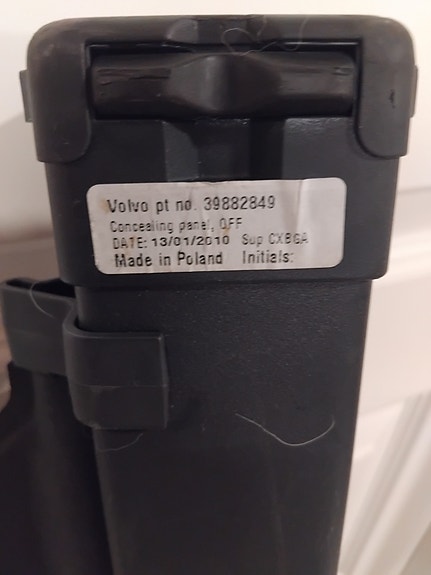 Volvo pt no. 39882849
Concealing panel, OFF
DATE: 13/01/2010 Sup CXBGA
Made in Poland Initials: